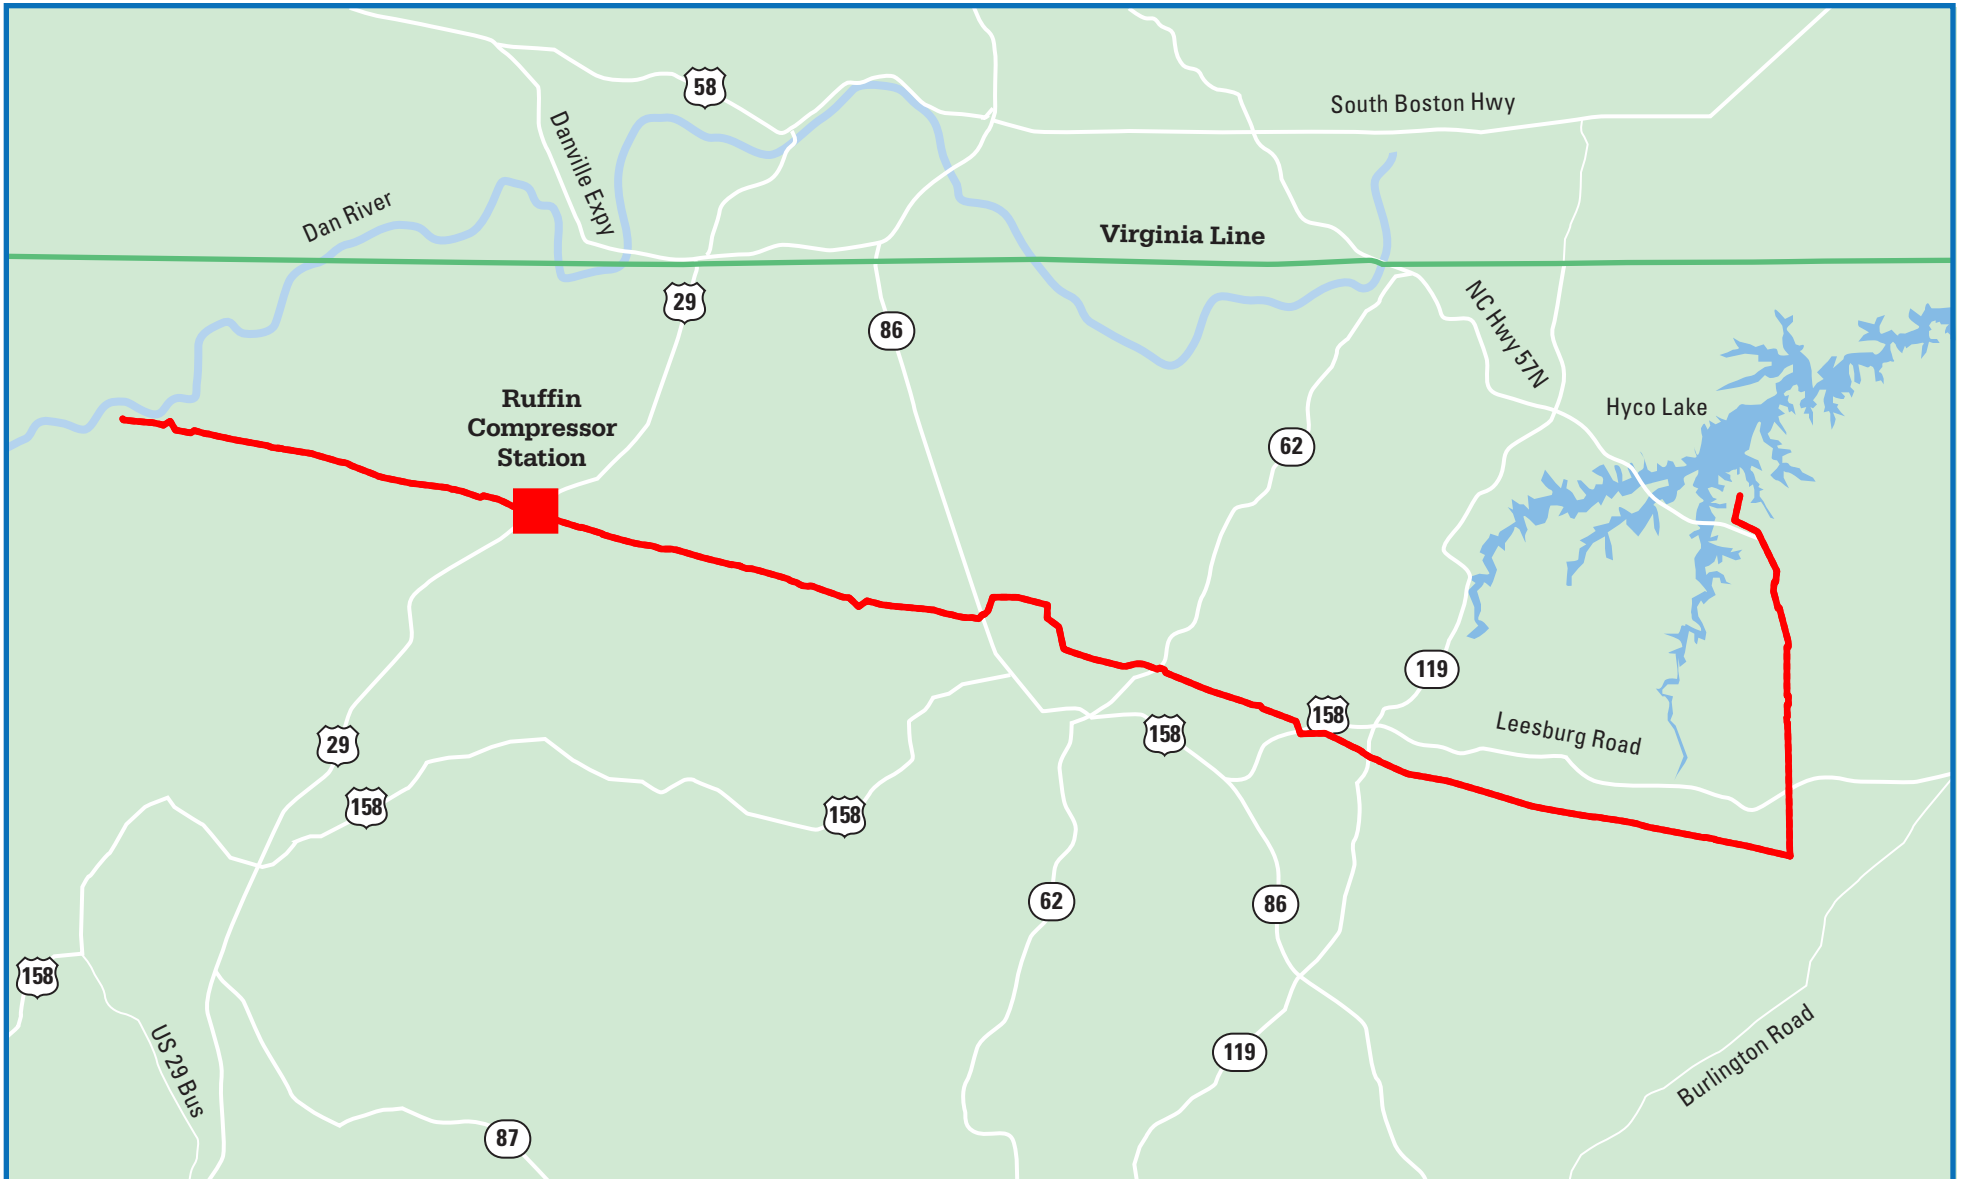 58
South Boston Hwy
Danville Expy
Dan River
Virginia Line
29
86
NC Hwy 57N
Ruffin
Compressor
Station
Hyco Lake
62
119
158
158
Leesburg Road
29
158
158
62
86
158
119
US 29 Bus
Burlington Road
87